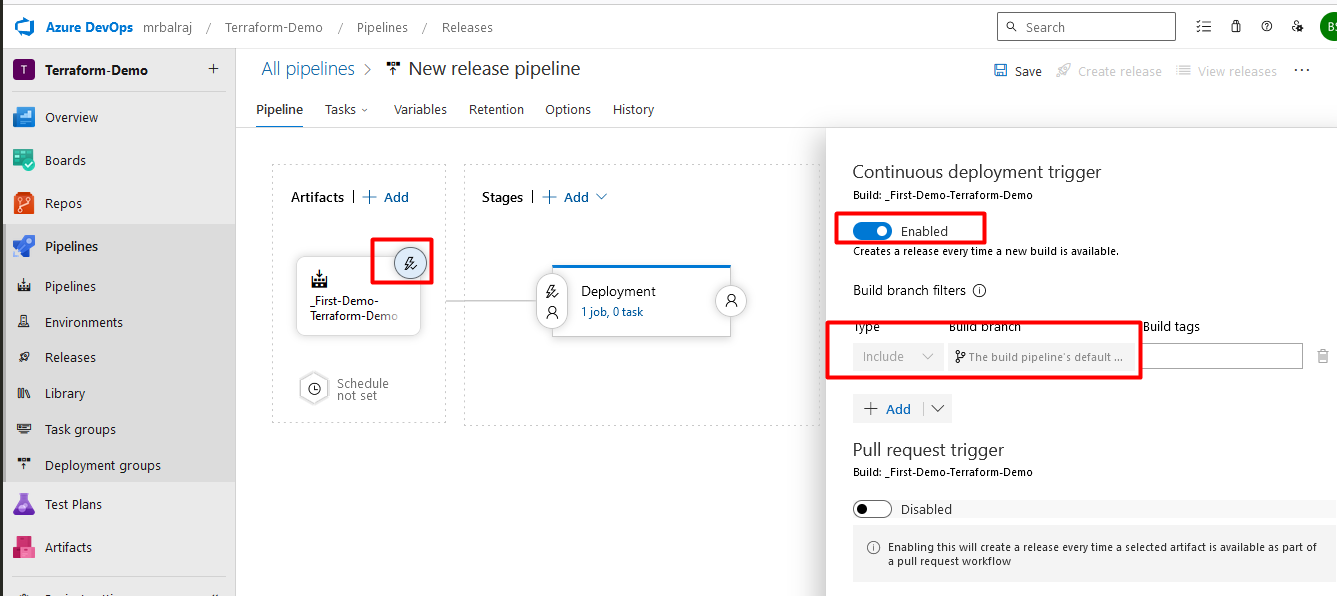 Azure DevOps mrbalraj / Terraform-Demo / Pipelines / Releases
Search
BS
T Terraform-Demo +
Overview
Boards
Repos
Pipelines
Pipelines
Environments
Releases
Library
Task groups
Deployment groups
Test Plans
Artifacts
All pipelines > New release pipeline
Save Create release View releases ...
Pipeline Tasks Variables Retention Options History
Artifacts | + Add
_First-Demo-
Terraform-Demo
Schedule
not set
Stages | + Add
Deployment
1 job, 0 task
Continuous deployment trigger
Build: _First-Demo-Terraform-Demo
Enabled
Creates a release every time a new build is available.
Build branch filters
Type Build branch Build tags
Include The build pipeline's default ...
+ Add
Pull request trigger
Build: _First-Demo-Terraform-Demo
Disabled
Enabling this will create a release every time a selected artifact is available as part of
a pull request workflow